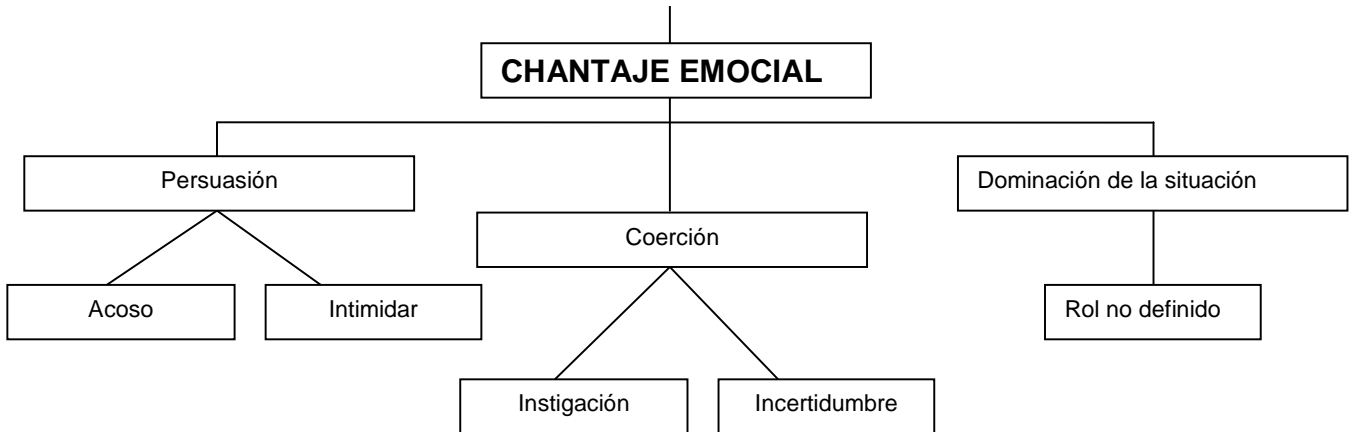 CHANTAJE EMOCIAL
Persuasión
Dominación de la situación
Coerción
Acoso
Intimidar
Rol no definido
Instigación
Incertidumbre